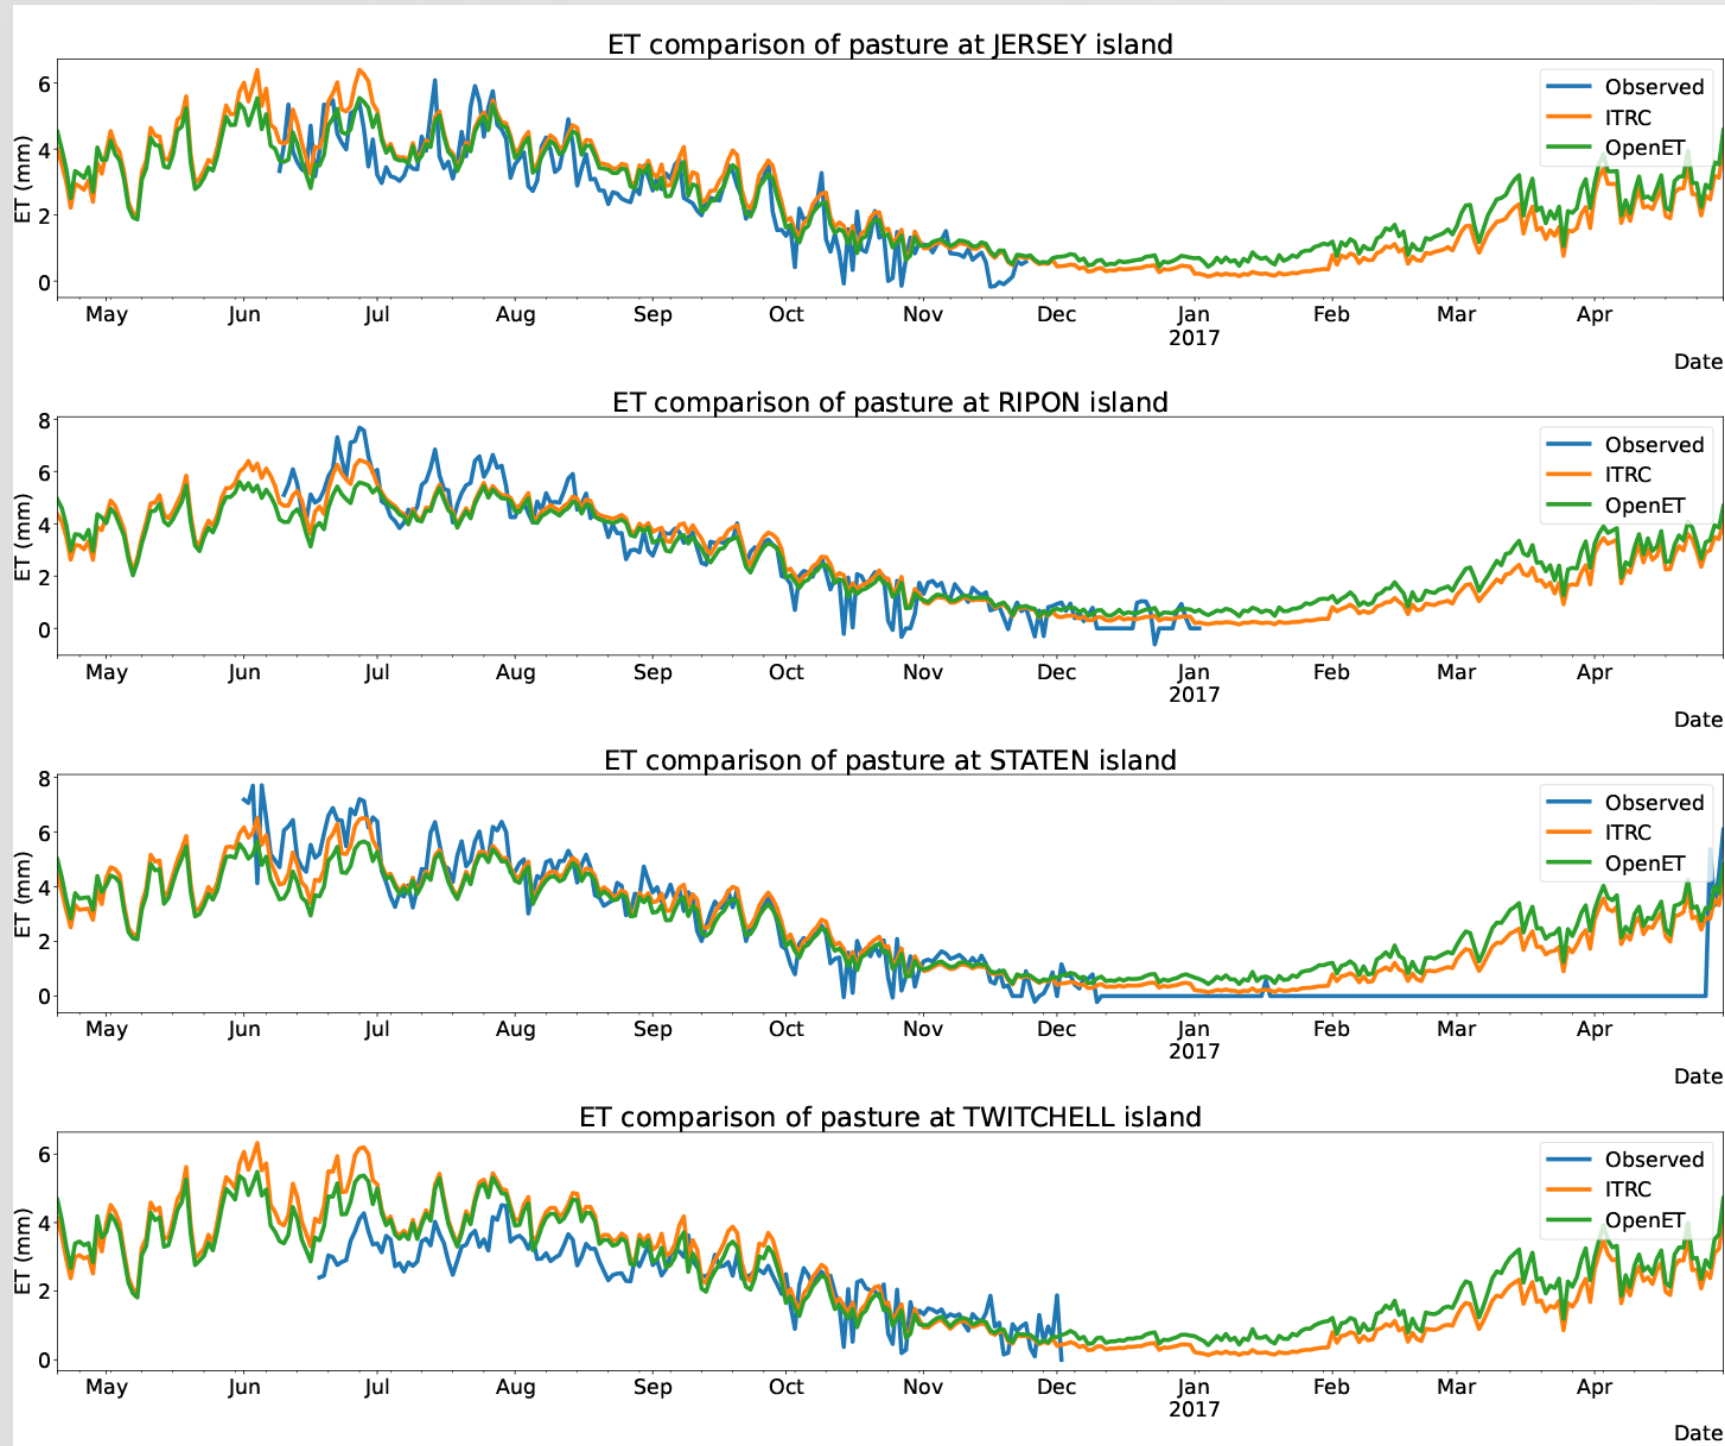 ET comparison of pasture at JERSEY island
6
4
2
0
ET (mm)
Observed
ITRC
OpenET
May Jun Jul Aug Sep Oct Nov Dec Jan Feb Mar Apr
2017
Date
ET comparison of pasture at RIPON island
8
6
4
2
0
ET (mm)
Observed
ITRC
OpenET
May Jun Jul Aug Sep Oct Nov Dec Jan Feb Mar Apr
2017
Date
ET comparison of pasture at STATEN island
8
6
4
2
0
ET (mm)
Observed
ITRC
OpenET
May Jun Jul Aug Sep Oct Nov Dec Jan Feb Mar Apr
2017
Date
ET comparison of pasture at TWITCHELL island
6
4
2
0
ET (mm)
Observed
ITRC
OpenET
May Jun Jul Aug Sep Oct Nov Dec Jan Feb Mar Apr
2017
Date